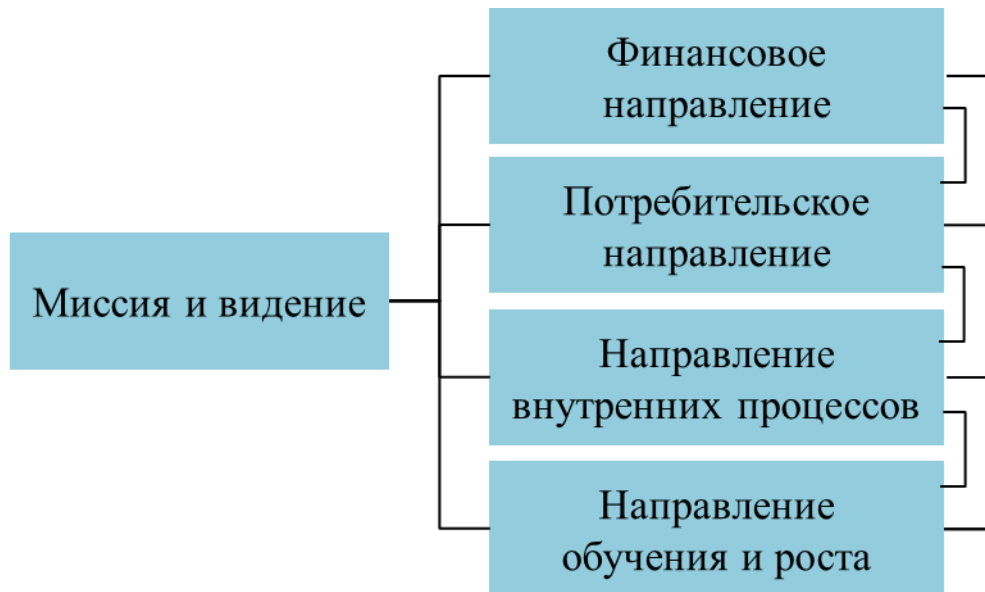 Финансовое
направление
Потребительское
направление
Миссия и видение
Направление
внутренних процессов
Направление
обучения и роста